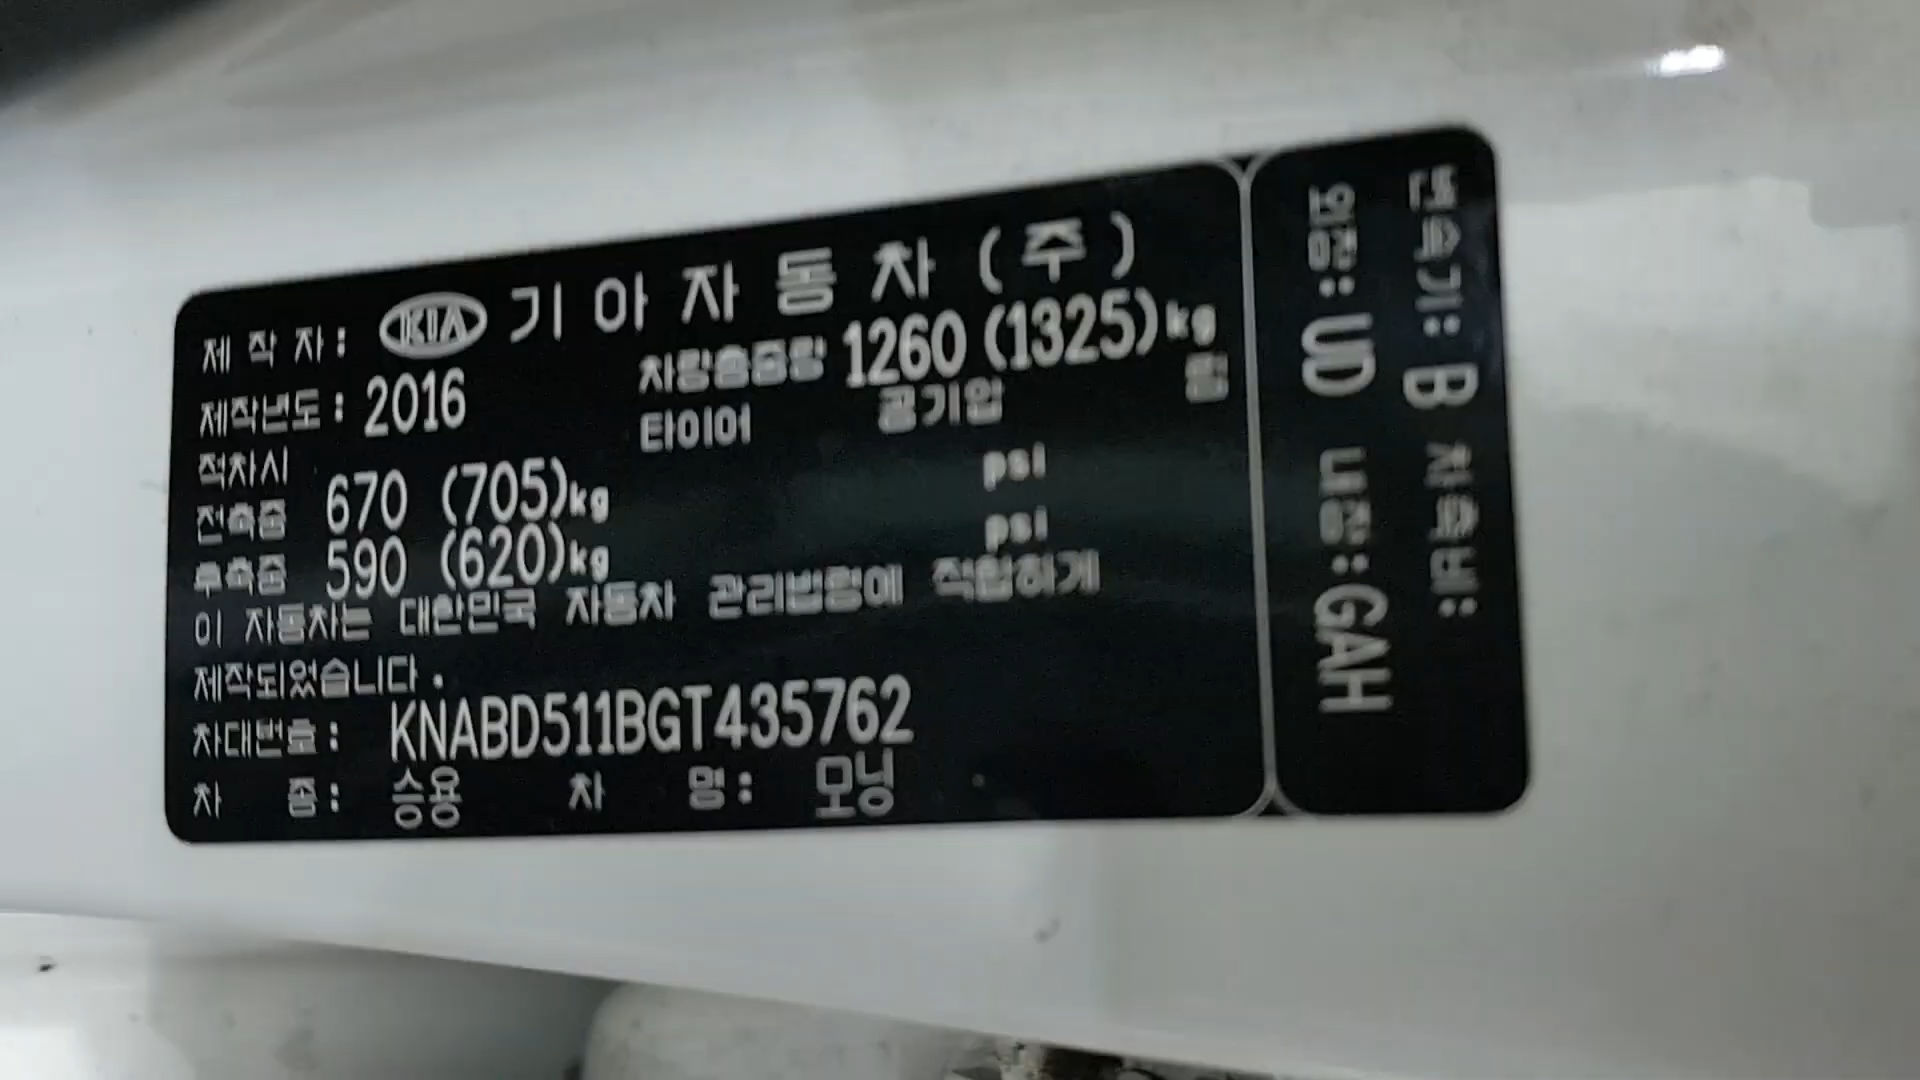 제 작 자: KIA 기 아 자 동 차 (주)
제작년도: 2016 차량총중량 1260 (1325)kg
타이어 공기압 림
적차시
전축중 670 (705)kg psi
후축중 590 (620)kg psi
이 자동차는 대한민국 자동차 관리법령에 적합하게
제작되었습니다.
차대번호: KNABD511BGT435762
차 종: 승용 차 명: 모닝
변속기: B 차축비:
외장: UD 내장: GAH